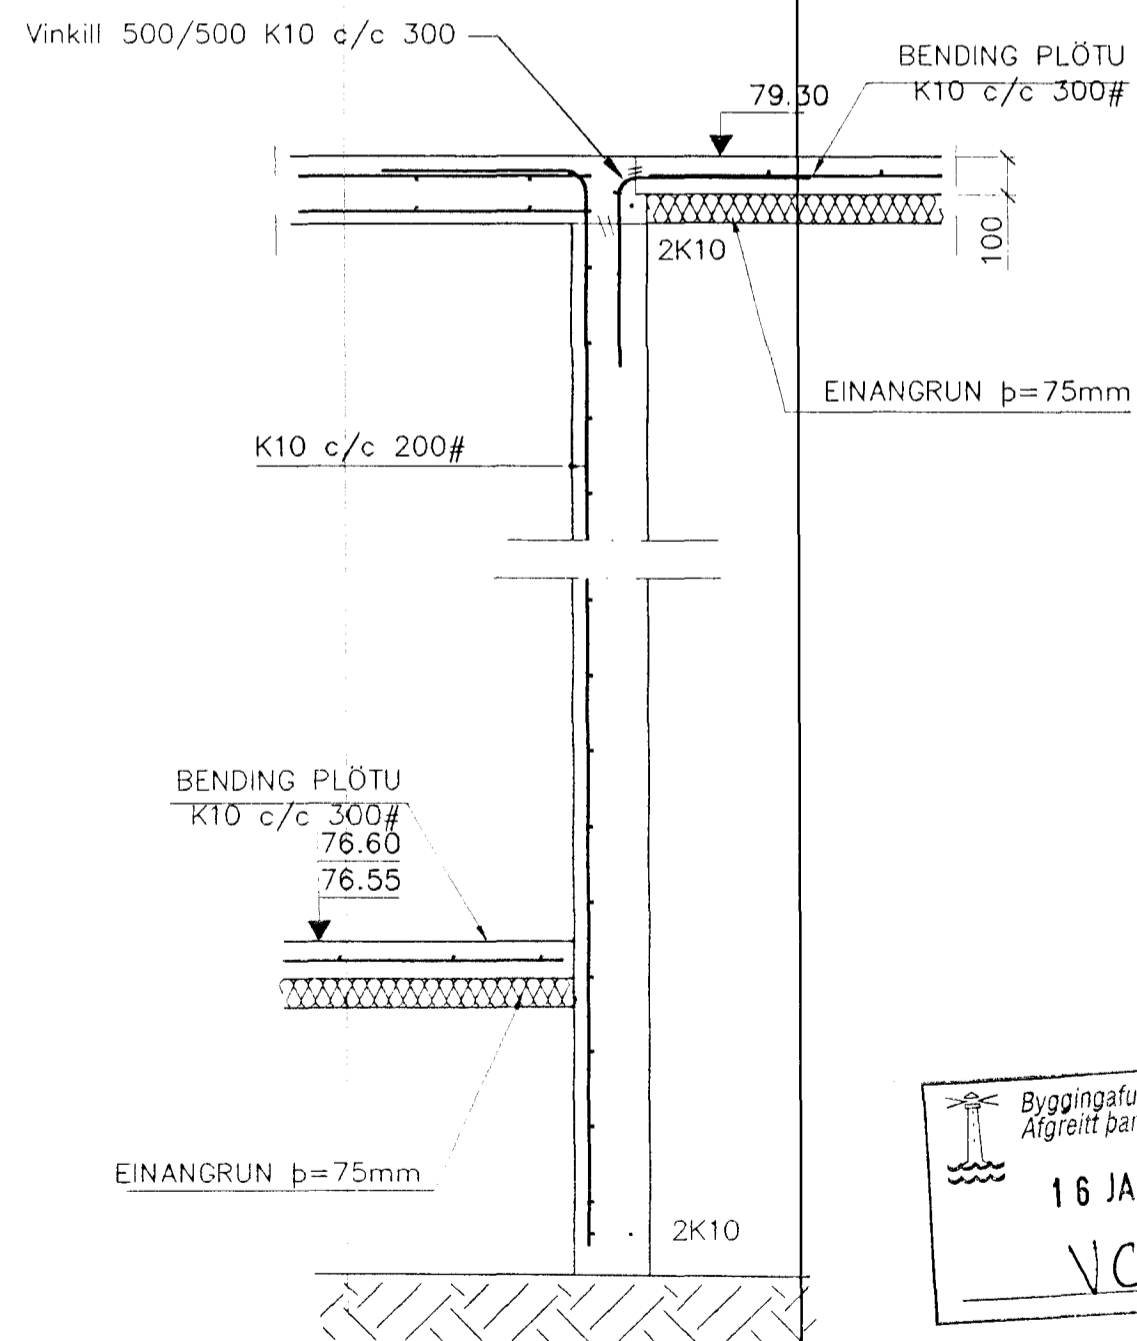 Vinkill 500/500 K10 c/c 300
BENDING PLÖTU
K10 c/c 300#
79.30
100
2K10
EINANGRUN þ=75mm
K10 c/c 200#
BENDING PLÖTU
K10 c/c 300#
76.60
76.55
EINANGRUN þ=75mm
2K10
Byggingafu
Afgreitt þan
16 JA